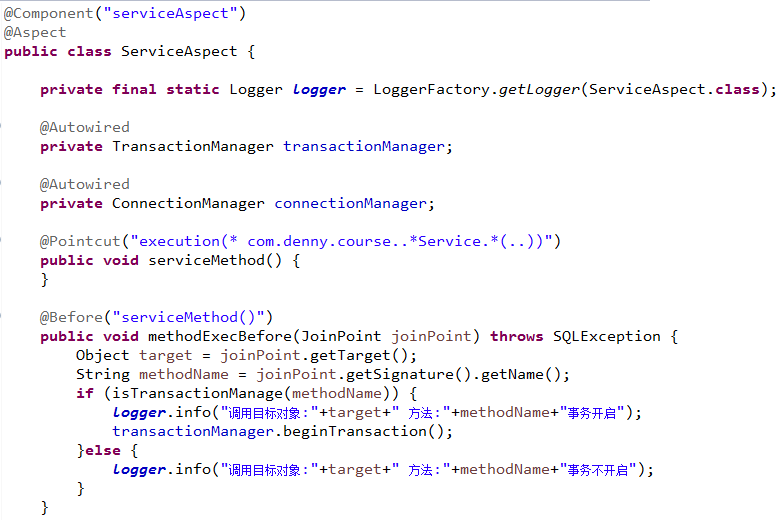 @Component("serviceAspect")
@Aspect
public class ServiceAspect {
private final static Logger logger = LoggerFactory.getLogger(ServiceAspect.class);
@Autowired
private TransactionManager transactionManager;
@Autowired
private ConnectionManager connectionManager;
@Pointcut("execution(* com.denny.course..*Service.*(..))")
public void serviceMethod() {
}
@Before("serviceMethod()")
public void methodExecBefore(JoinPoint joinPoint) throws SQLException {
Object target = joinPoint.getTarget();
String methodName = joinPoint.getSignature().getName();
if (isTransactionManage(methodName)) {
logger.info("调用目标对象:"+target+" 方法:"+methodName+"事务开启");
transactionManager.beginTransaction();
}else {
logger.info("调用目标对象:"+target+" 方法:"+methodName+"事务不开启");
}
}